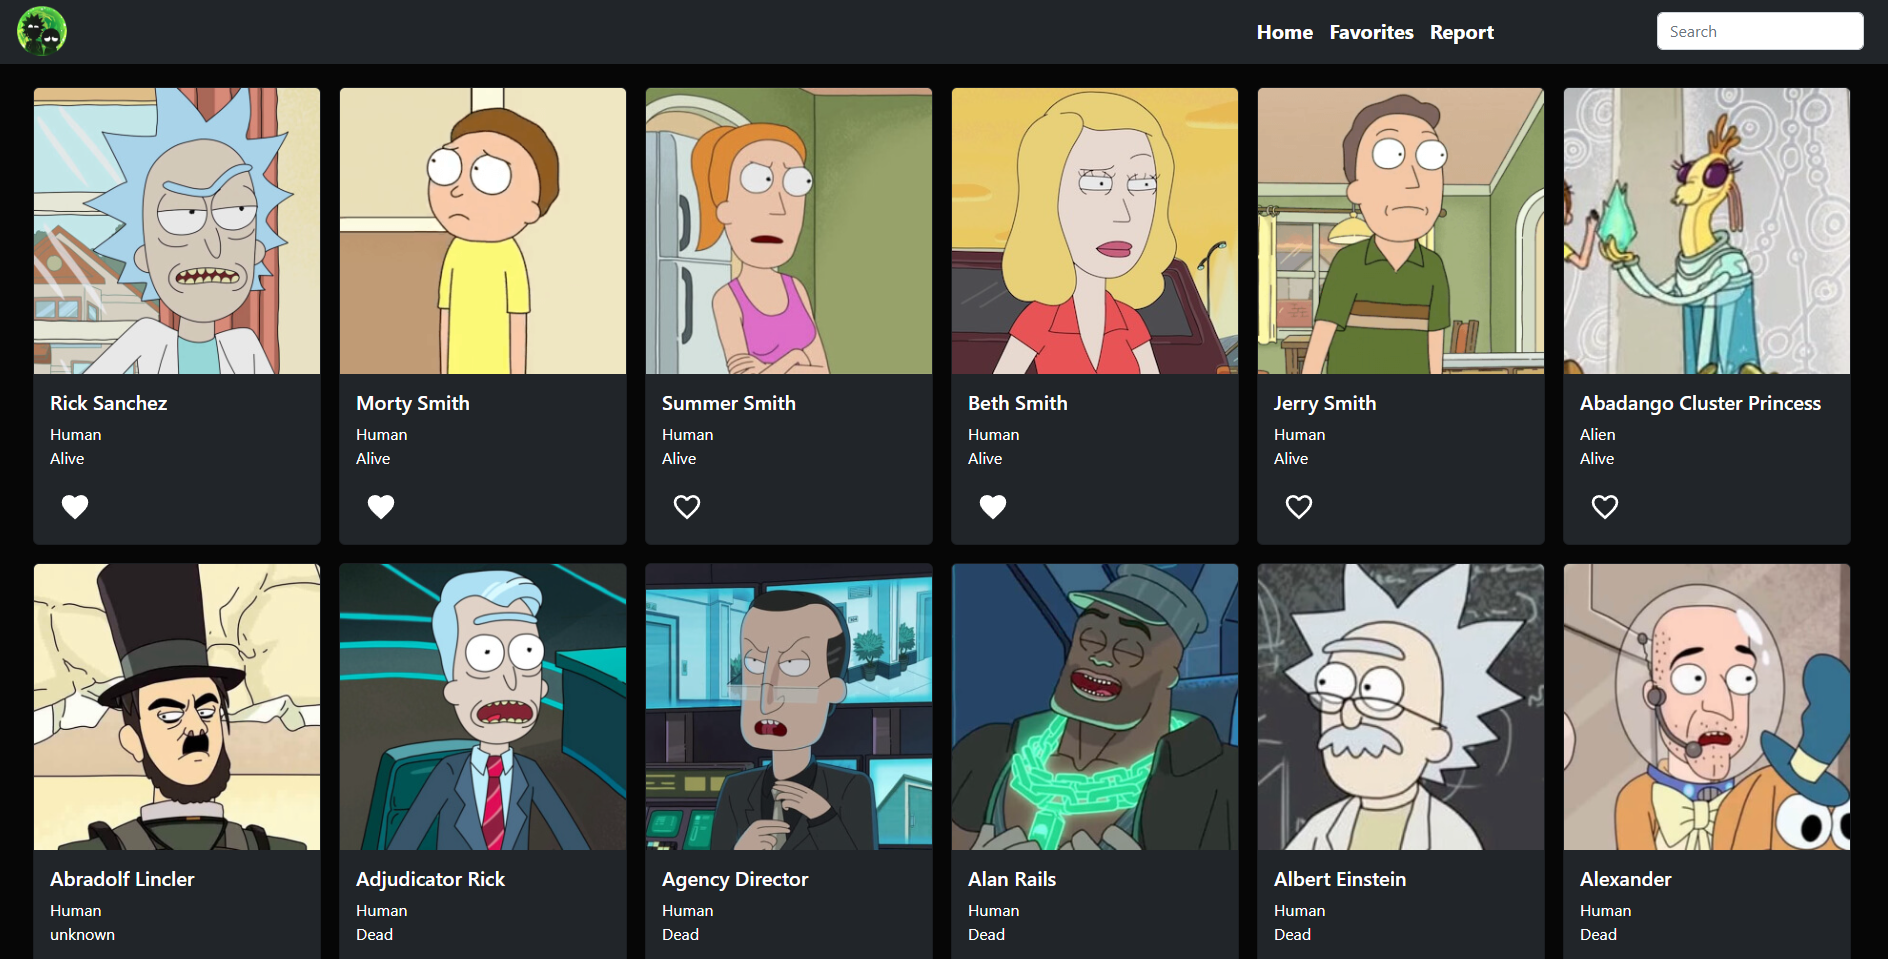 Home Favorites Report Search
Rick Sanchez
Human
Alive
Morty Smith
Human
Alive
Summer Smith
Human
Alive
Beth Smith
Human
Alive
Jerry Smith
Human
Alive
Abadango Cluster Princess
Alien
Alive
Abradolf Lincler
Human
unknown
Adjudicator Rick
Human
Dead
Agency Director
Human
Dead
Alan Rails
Human
Dead
Albert Einstein
Human
Dead
Alexander
Human
Dead